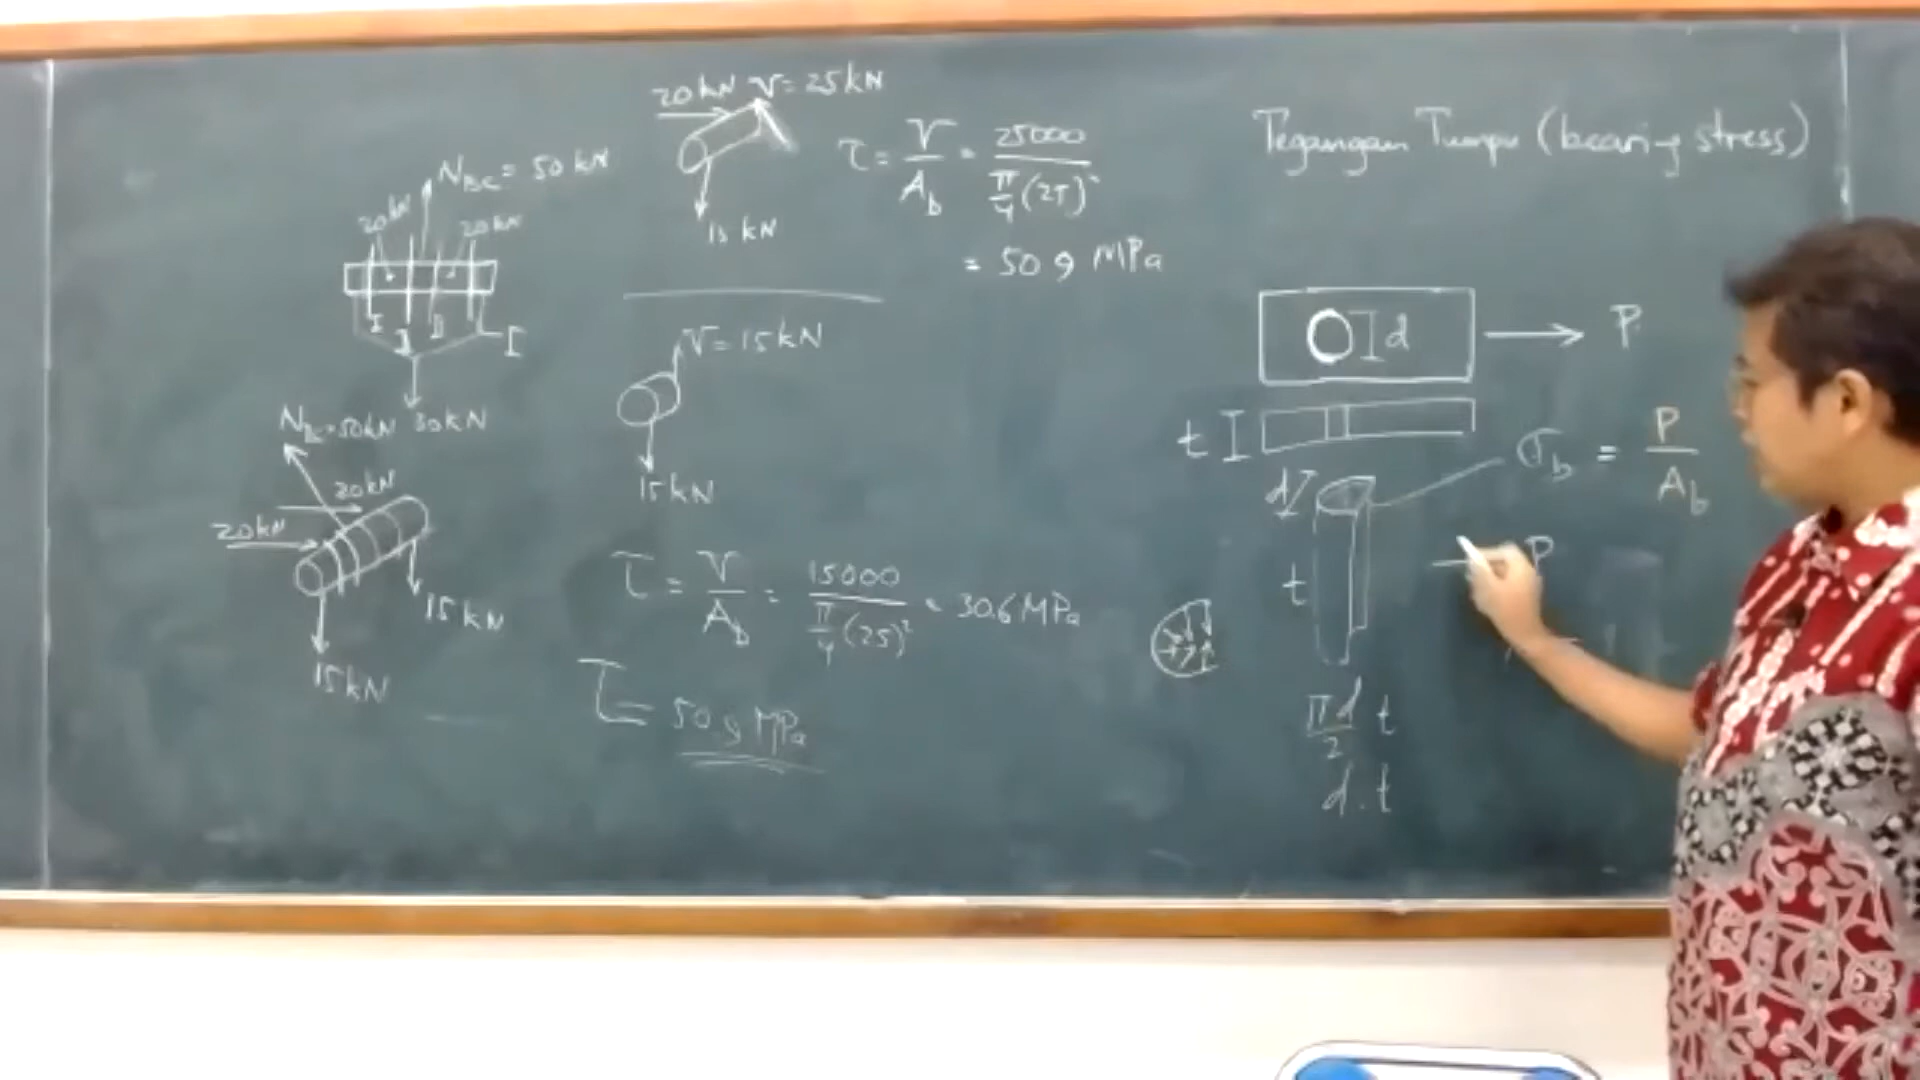 20 kN V = 25 kN
τ = V/A_b = 25000/(π/4 (25)²)
= 50 9 MPa
15 kN
N_BC = 50 kN
20 kN 20 kN
I II II I
30 kN
N_BC = 50 kN
20 kN
20 kN
15 kN
15 kN
V = 15 kN
15 kN
τ = V/A_b = 15000/(π/4 (25)²) = 30.6 MPa
τ = 50.9 MPa
Tegangan Tumpu (bearing stress)
d P
t
d σ_b = P/A_b
t P
πd/2 t
d.t